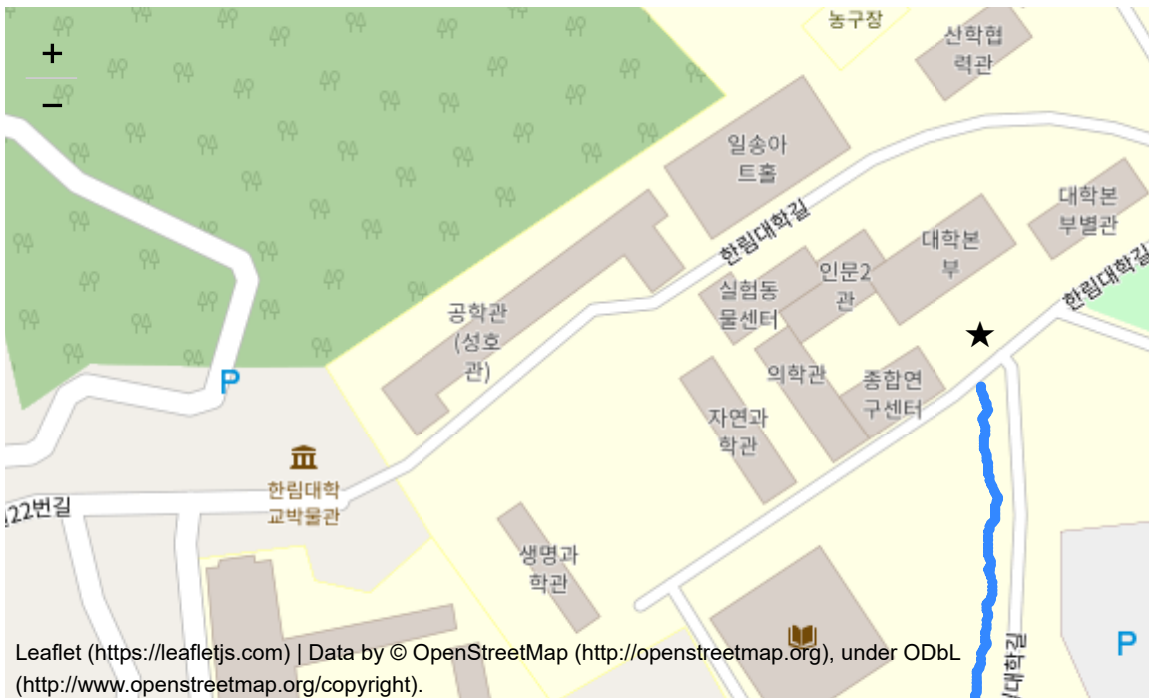 +
−
농구장
산학협
력관
일송아
트홀
한림대학길
대학본
부별관
대학본
부
인문2
관
실험동
물센터
한림대학길
공학관
(성호
관)
의학관
종합연
구센터
자연과
학관
P
한림대학
교박물관
22번길
생명과
학관
P
대학길
Leaflet (https://leafletjs.com) | Data by © OpenStreetMap (http://openstreetmap.org), under ODbL
(http://www.openstreetmap.org/copyright).